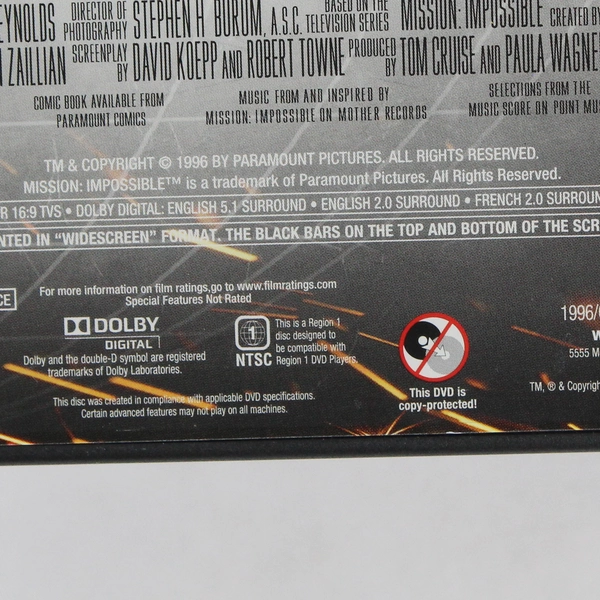 EYNOLDS DIRECTOR OF PHOTOGRAPHY STEPHEN H. BURUM, A.S.C. BASED ON THE TELEVISION SERIES MISSION: IMPOSSIBLE CREATED BY
ZAILLIAN SCREENPLAY BY DAVID KOEPP AND ROBERT TOWNE PRODUCED BY TOM CRUISE AND PAULA WAGNE
COMIC BOOK AVAILABLE FROM
PARAMOUNT COMICS
MUSIC FROM AND INSPIRED BY
MISSION: IMPOSSIBLE ON MOTHER RECORDS
SELECTIONS FROM THE
MUSIC SCORE ON POINT MUS
TM & COPYRIGHT © 1996 BY PARAMOUNT PICTURES. ALL RIGHTS RESERVED.
MISSION: IMPOSSIBLE™ is a trademark of Paramount Pictures. All Rights Reserved.
R 16:9 TVS • DOLBY DIGITAL: ENGLISH 5.1 SURROUND • ENGLISH 2.0 SURROUND • FRENCH 2.0 SURROUN
NTED IN "WIDESCREEN" FORMAT. THE BLACK BARS ON THE TOP AND BOTTOM OF THE SCR
CE
For more information on film ratings,go to www.filmratings.com
Special Features Not Rated
DOLBY
DIGITAL
Dolby and the double-D symbol are registered
trademarks of Dolby Laboratories.
1
NTSC
This is a Region 1
disc designed to
be compatible with
Region 1 DVD Players.
This DVD is
copy-protected!
1996/
W
5555 M
TM, ® & Copyrigh
This disc was created in compliance with applicable DVD specifications.
Certain advanced features may not play on all machines.